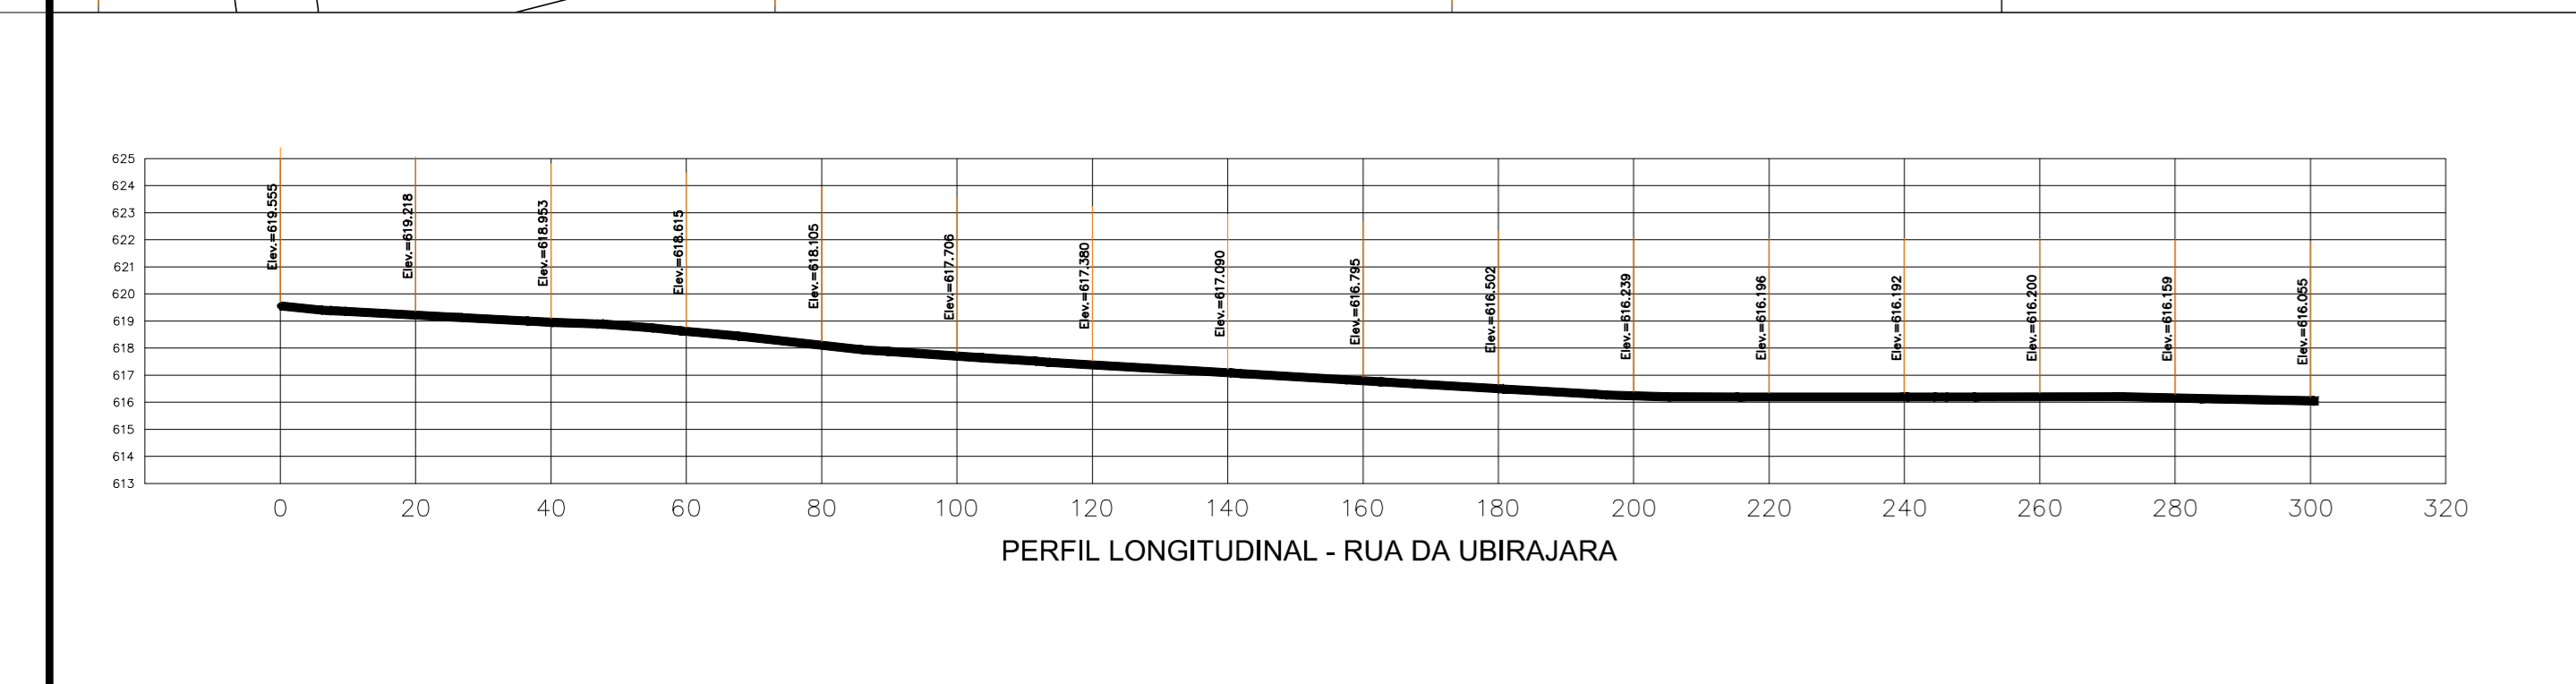 625
624
623
622
621
620
619
618
617
616
615
614
613
Elev.=619.555
Elev.=619.218
Elev.=618.953
Elev.=618.615
Elev.=618.105
Elev.=617.706
Elev.=617.380
Elev.=617.090
Elev.=616.795
Elev.=616.502
Elev.=616.239
Elev.=616.196
Elev.=616.192
Elev.=616.200
Elev.=616.159
Elev.=616.055
0 20 40 60 80 100 120 140 160 180 200 220 240 260 280 300 320
PERFIL LONGITUDINAL - RUA DA UBIRAJARA